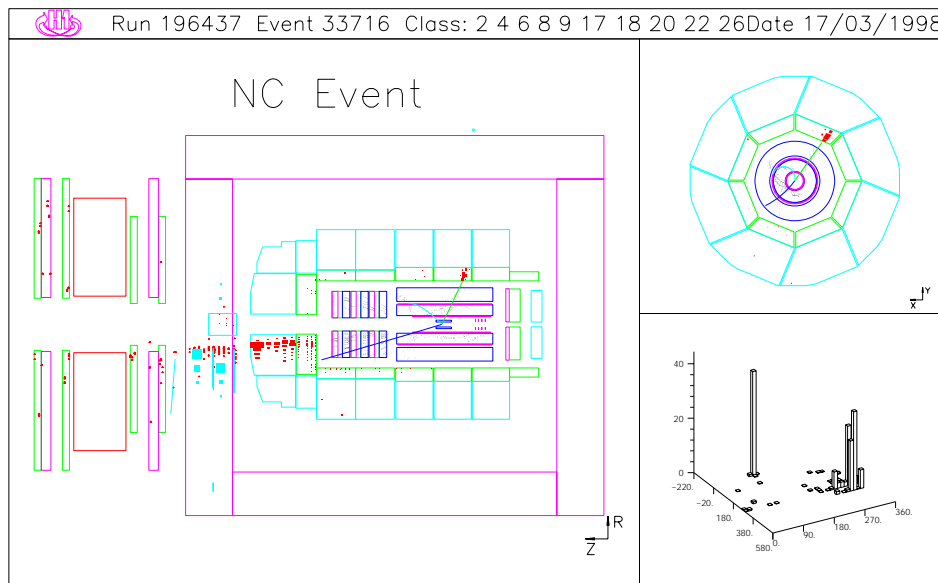 H1 Run 196437 Event 33716 Class: 2 4 6 8 9 17 18 20 22 26Date 17/03/1998
NC Event
R
Z
Y
X
40
20
0
−220.
−20.
180.
380.
580.
0.
90.
180.
270.
360.